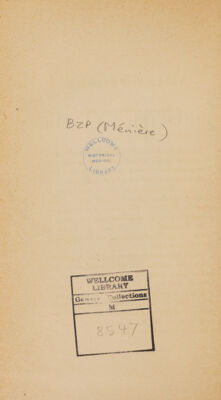 BZP (Ménière)
WELLCOME
HISTORICAL
MEDICAL
LIBRARY
WELLCOME
LIBRARY
General Collections
M
8547